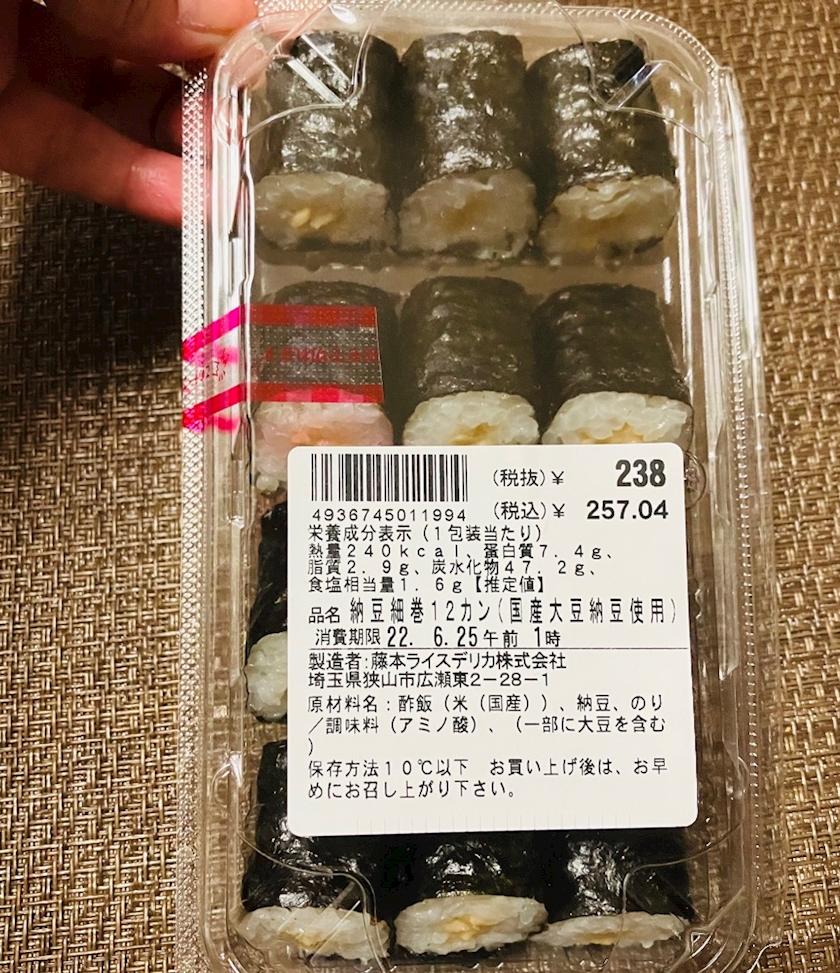 (税抜)¥ 238
4936745011994 (税込)¥ 257.04
栄養成分表示(1包装当たり)
熱量240kcal、蛋白質7.4g、
脂質2.9g、炭水化物47.2g、
食塩相当量1.6g【推定値】
品名 納豆細巻12カン(国産大豆納豆使用)
消費期限 22. 6.25午前 1時
製造者:藤本ライスデリカ株式会社
埼玉県狭山市広瀬東2-28-1
原材料名:酢飯(米(国産))、納豆、のり
/調味料(アミノ酸)、(一部に大豆を含む
)
保存方法10℃以下 お買い上げ後は、お早
めにお召し上がり下さい。